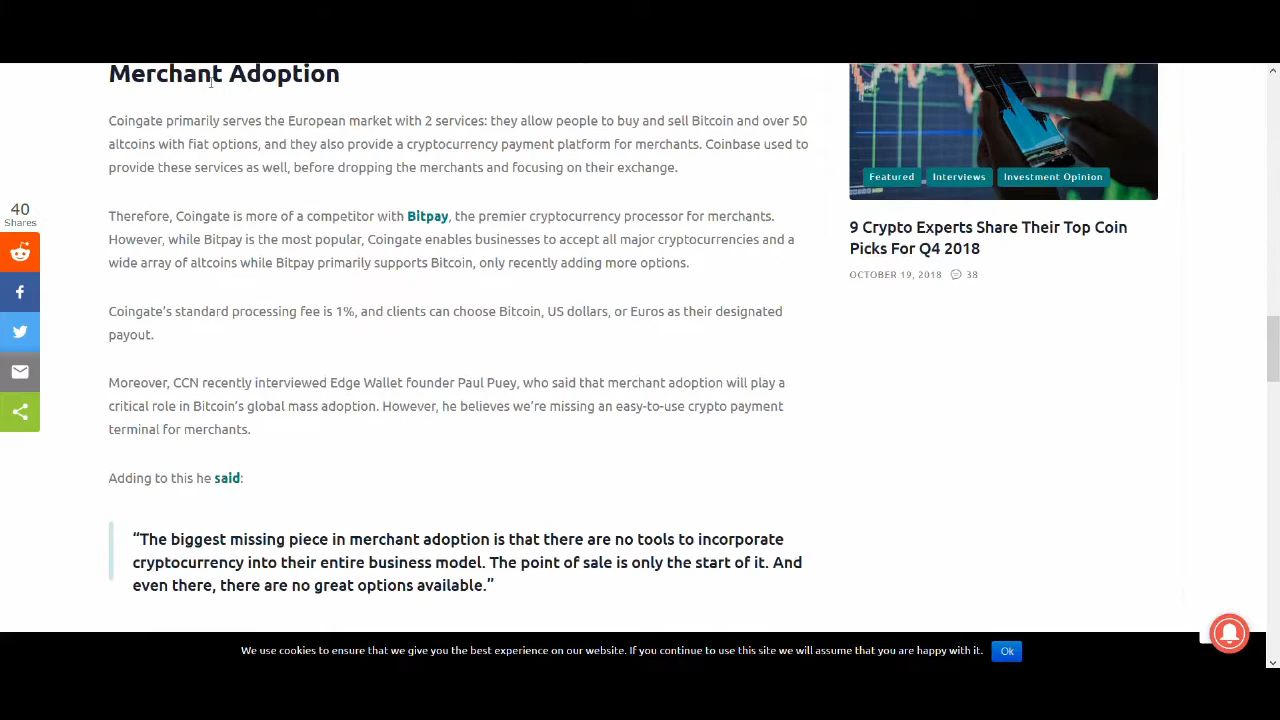 Merchant Adoption
Coingate primarily serves the European market with 2 services: they allow people to buy and sell Bitcoin and over 50
altcoins with fiat options, and they also provide a cryptocurrency payment platform for merchants. Coinbase used to
provide these services as well, before dropping the merchants and focusing on their exchange.
Therefore, Coingate is more of a competitor with Bitpay, the premier cryptocurrency processor for merchants.
However, while Bitpay is the most popular, Coingate enables businesses to accept all major cryptocurrencies and a
wide array of altcoins while Bitpay primarily supports Bitcoin, only recently adding more options.
Coingate’s standard processing fee is 1%, and clients can choose Bitcoin, US dollars, or Euros as their designated
payout.
Moreover, CCN recently interviewed Edge Wallet founder Paul Puey, who said that merchant adoption will play a
critical role in Bitcoin’s global mass adoption. However, he believes we’re missing an easy-to-use crypto payment
terminal for merchants.
Adding to this he said:
“The biggest missing piece in merchant adoption is that there are no tools to incorporate
cryptocurrency into their entire business model. The point of sale is only the start of it. And
even there, there are no great options available.”
40
Shares
Featured
Interviews
Investment Opinion
9 Crypto Experts Share Their Top Coin
Picks For Q4 2018
OCTOBER 19, 2018 38
We use cookies to ensure that we give you the best experience on our website. If you continue to use this site we will assume that you are happy with it.
Ok